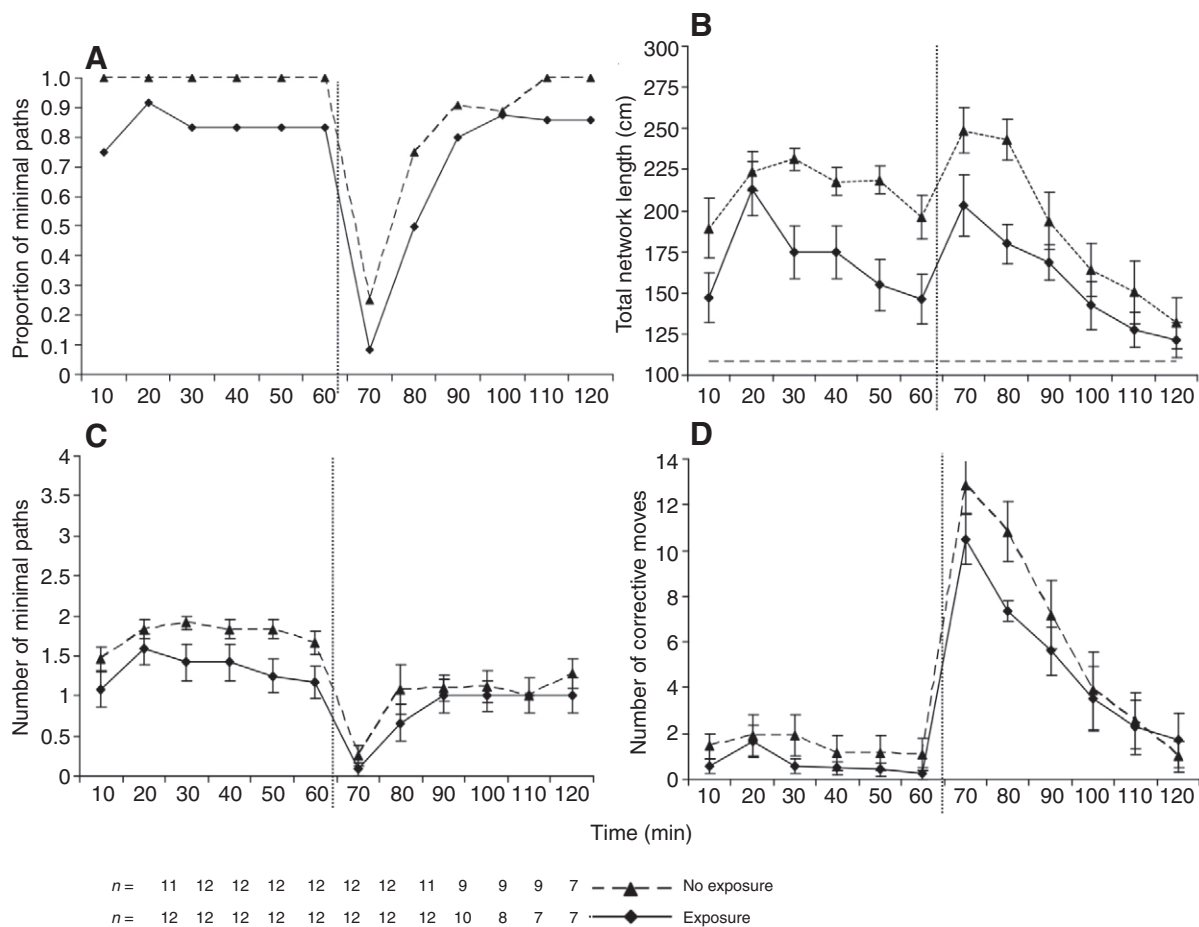 A
Proportion of minimal paths
1.0
0.9
0.8
0.7
0.6
0.5
0.4
0.3
0.2
0.1
0
10 20 30 40 50 60 70 80 90 100 110 120
B
Total network length (cm)
300
275
250
225
200
175
150
125
100
10 20 30 40 50 60 70 80 90 100 110 120
C
Number of minimal paths
4
3.5
3
2.5
2
1.5
1
0.5
0
10 20 30 40 50 60 70 80 90 100 110 120
D
Number of corrective moves
14
12
10
8
6
4
2
0
10 20 30 40 50 60 70 80 90 100 110 120
Time (min)
n = 11 12 12 12 12 12 12 11 9 9 9 7 No exposure
n = 12 12 12 12 12 12 12 12 10 8 7 7 Exposure